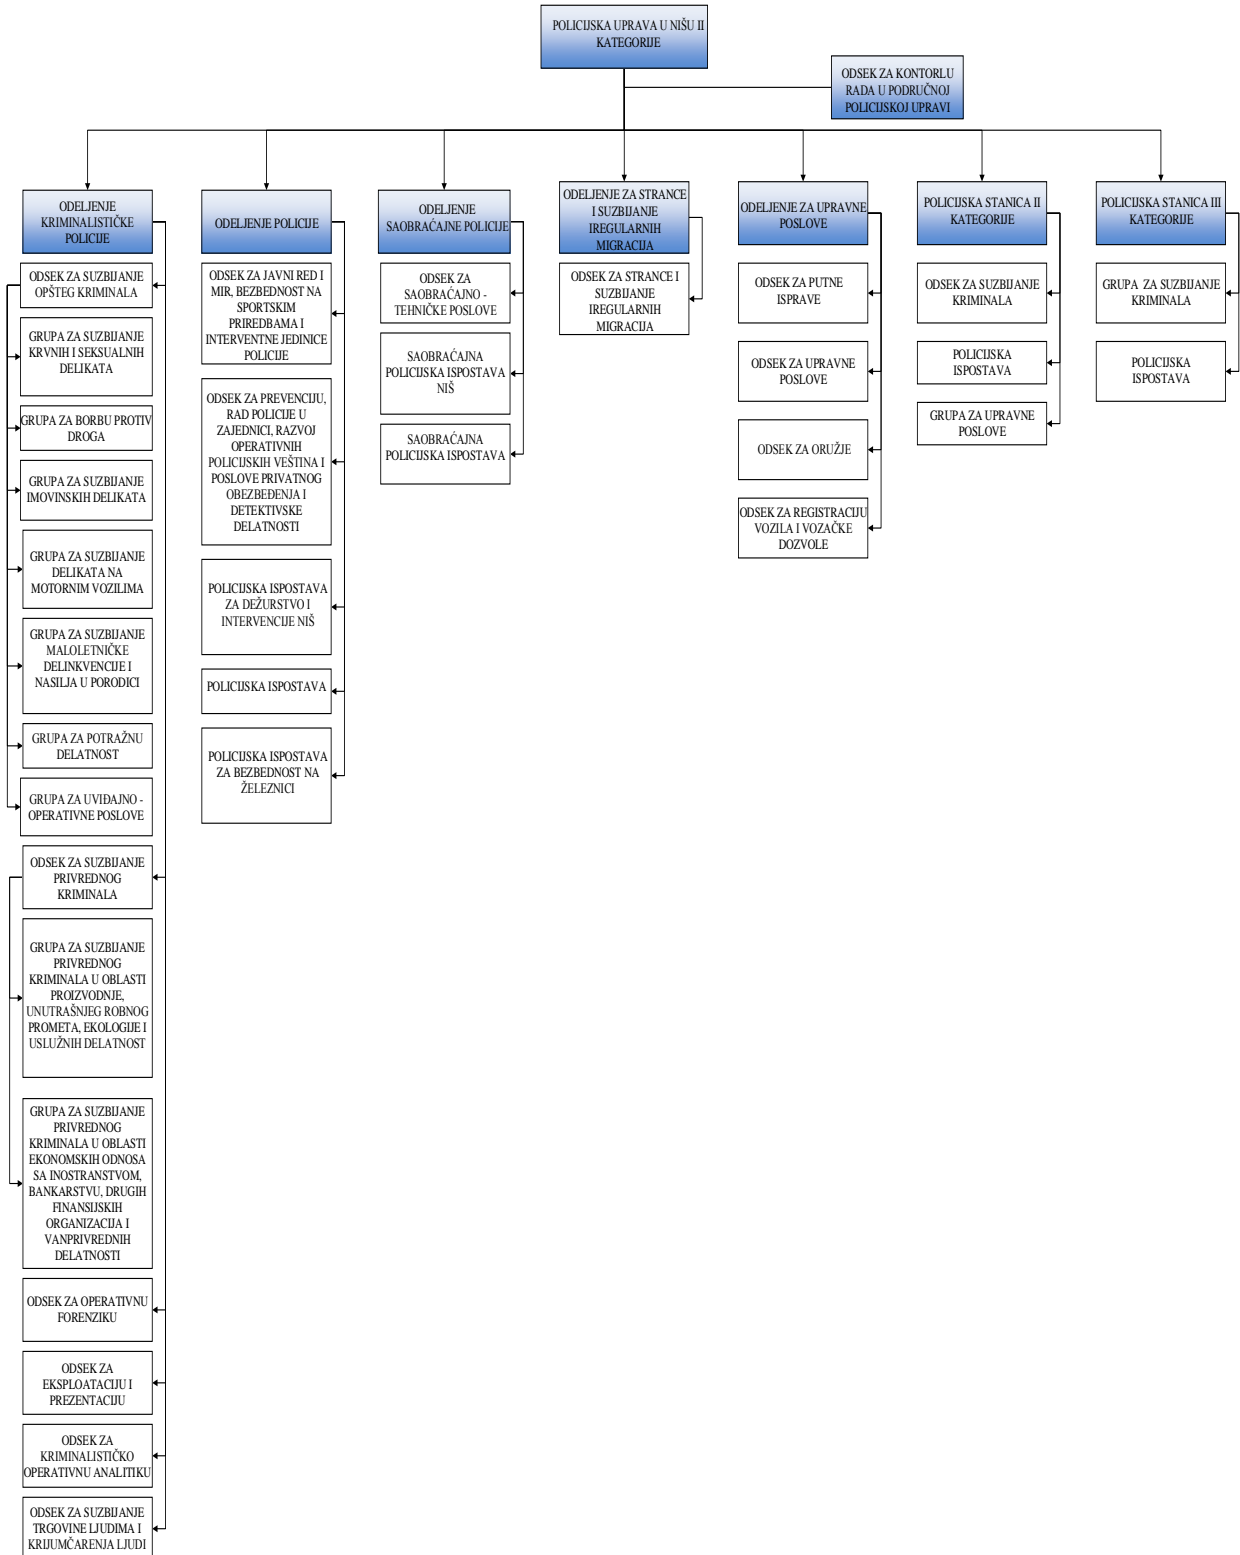 POLICIJSKA UPRAVA U NIŠU II
KATEGORIJE
ODSEK ZA KONTORLU
RADA U PODRUČNOJ
POLICIJSKOJ UPRAVI
ODELJENJE
KRIMINALISTIČKE
POLICIJE
ODSEK ZA SUZBIJANJE
OPŠTEG KRIMINALA
GRUPA ZA SUZBIJANJE
KRVNIH I SEKSUALNIH
DELIKATA
GRUPA ZA BORBU PROTIV
DROGA
GRUPA ZA SUZBIJANJE
IMOVINSKIH DELIKATA
GRUPA ZA SUZBIJANJE
DELIKATA NA
MOTORNIM VOZILIMA
GRUPA ZA SUZBIJANJE
MALOLETNIČKE
DELINKVENCIJE I
NASILJA U PORODICI
GRUPA ZA POTRAŽNU
DELATNOST
GRUPA ZA UVIĐAJNO -
OPERATIVNE POSLOVE
ODSEK ZA SUZBIJANJE
PRIVREDNOG
KRIMINALA
GRUPA ZA SUZBIJANJE
PRIVREDNOG
KRIMINALA U OBLASTI
PROIZVODNJE,
UNUTRAŠNJEG ROBNOG
PROMETA, EKOLOGIJE I
USLUŽNIH DELATNOST
GRUPA ZA SUZBIJANJE
PRIVREDNOG
KRIMINALA U OBLASTI
EKONOMSKIH ODNOSA
SA INOSTRANSTVOM,
BANKARSTVU, DRUGIH
FINANSIJSKIH
ORGANIZACIJA I
VANPRIVREDNIH
DELATNOSTI
ODSEK ZA OPERATIVNU
FORENZIKU
ODSEK ZA
EKSPLOATACIJU I
PREZENTACIJU
ODSEK ZA
KRIMINALISTIČKO
OPERATIVNU ANALITIKU
ODSEK ZA SUZBIJANJE
TRGOVINE LJUDIMA I
KRIJUMČARENJA LJUDI
ODELJENJE POLICIJE
ODSEK ZA JAVNI RED I
MIR, BEZBEDNOST NA
SPORTSKIM
PRIREDBAMA I
INTERVENTNE JEDINICE
POLICIJE
ODSEK ZA PREVENCIJU,
RAD POLICIJE U
ZAJEDNICI, RAZVOJ
OPERATIVNIH
POLICIJSKIH VEŠTINA I
POSLOVE PRIVATNOG
OBEZBEĐENJA I
DETEKTIVSKE
DELATNOSTI
POLICIJSKA ISPOSTAVA
ZA DEŽURSTVO I
INTERVENCIJE NIŠ
POLICIJSKA ISPOSTAVA
POLICIJSKA ISPOSTAVA
ZA BEZBEDNOST NA
ŽELEZNICI
ODELJENJE
SAOBRAĆAJNE POLICIJE
ODSEK ZA
SAOBRAĆAJNO -
TEHNIČKE POSLOVE
SAOBRAĆAJNA
POLICIJSKA ISPOSTAVA
NIŠ
SAOBRAĆAJNA
POLICIJSKA ISPOSTAVA
ODELJENJE ZA STRANCE
I SUZBIJANJE
IREGULARNIH
MIGRACIJA
ODSEK ZA STRANCE I
SUZBIJANJE
IREGULARNIH
MIGRACIJA
ODELJENJE ZA UPRAVNE
POSLOVE
ODSEK ZA PUTNE
ISPRAVE
ODSEK ZA UPRAVNE
POSLOVE
ODSEK ZA ORUŽJE
ODSEK ZA REGISTRACIJU
VOZILA I VOZAČKE
DOZVOLE
POLICIJSKA STANICA II
KATEGORIJE
ODSEK ZA SUZBIJANJE
KRIMINALA
POLICIJSKA
ISPOSTAVA
GRUPA ZA UPRAVNE
POSLOVE
POLICIJSKA STANICA III
KATEGORIJE
GRUPA ZA SUZBIJANJE
KRIMINALA
POLICIJSKA
ISPOSTAVA